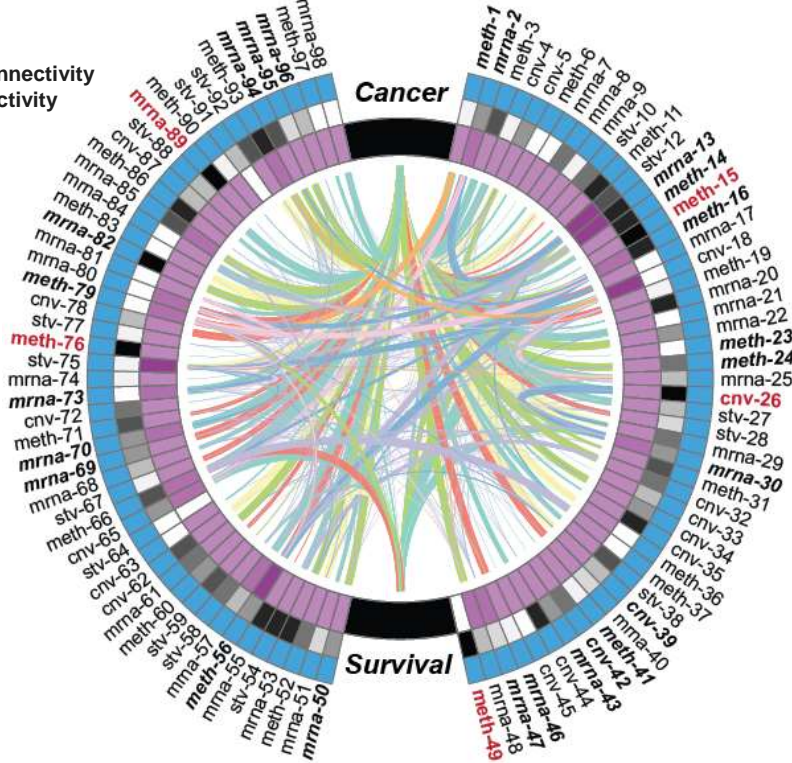 nnectivity
ctivity
Cancer
Survival
meth-1
mrna-2
meth-3
cnv-4
cnv-5
meth-6
mrna-7
mrna-8
mrna-9
stv-10
meth-11
stv-12
mrna-13
meth-14
meth-15
meth-16
mrna-17
cnv-18
meth-19
mrna-20
mrna-21
mrna-22
meth-23
meth-24
mrna-25
cnv-26
stv-27
stv-28
mrna-29
mrna-30
meth-31
cnv-32
cnv-33
cnv-34
cnv-35
meth-36
meth-37
stv-38
cnv-39
mrna-40
meth-41
cnv-42
mrna-43
cnv-44
cnv-45
mrna-46
mrna-47
mrna-48
meth-49
mrna-50
mrna-51
meth-52
mrna-53
stv-54
mrna-55
meth-56
mrna-57
stv-58
stv-59
meth-60
mrna-61
cnv-62
cnv-63
stv-64
cnv-65
meth-66
stv-67
mrna-68
mrna-69
mrna-70
meth-71
cnv-72
mrna-73
mrna-74
stv-75
meth-76
stv-77
cnv-78
meth-79
mrna-80
mrna-81
mrna-82
meth-83
mrna-84
mrna-85
meth-86
cnv-87
stv-88
mrna-89
meth-90
stv-91
stv-92
meth-93
mrna-94
mrna-95
mrna-96
meth-97
mrna-98